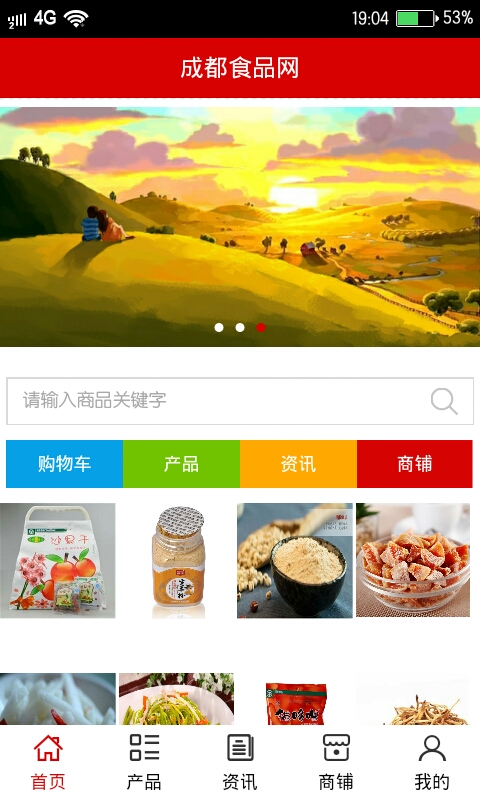 4G 19:04 53%
成都食品网
请输入商品关键字
购物车 产品 资讯 商铺
沙果干
首页 产品 资讯 商铺 我的